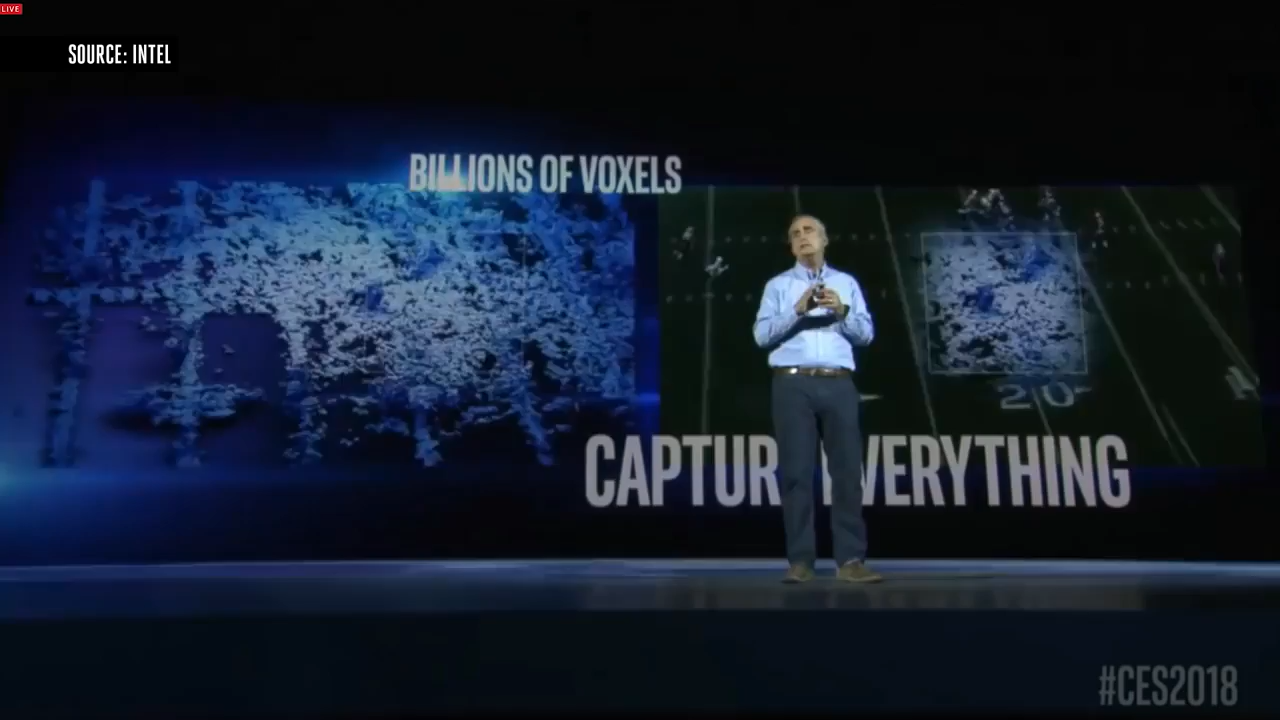 LIVE
SOURCE: INTEL
BILLIONS OF VOXELS
CAPTUR VERYTHING
20
#CES2018